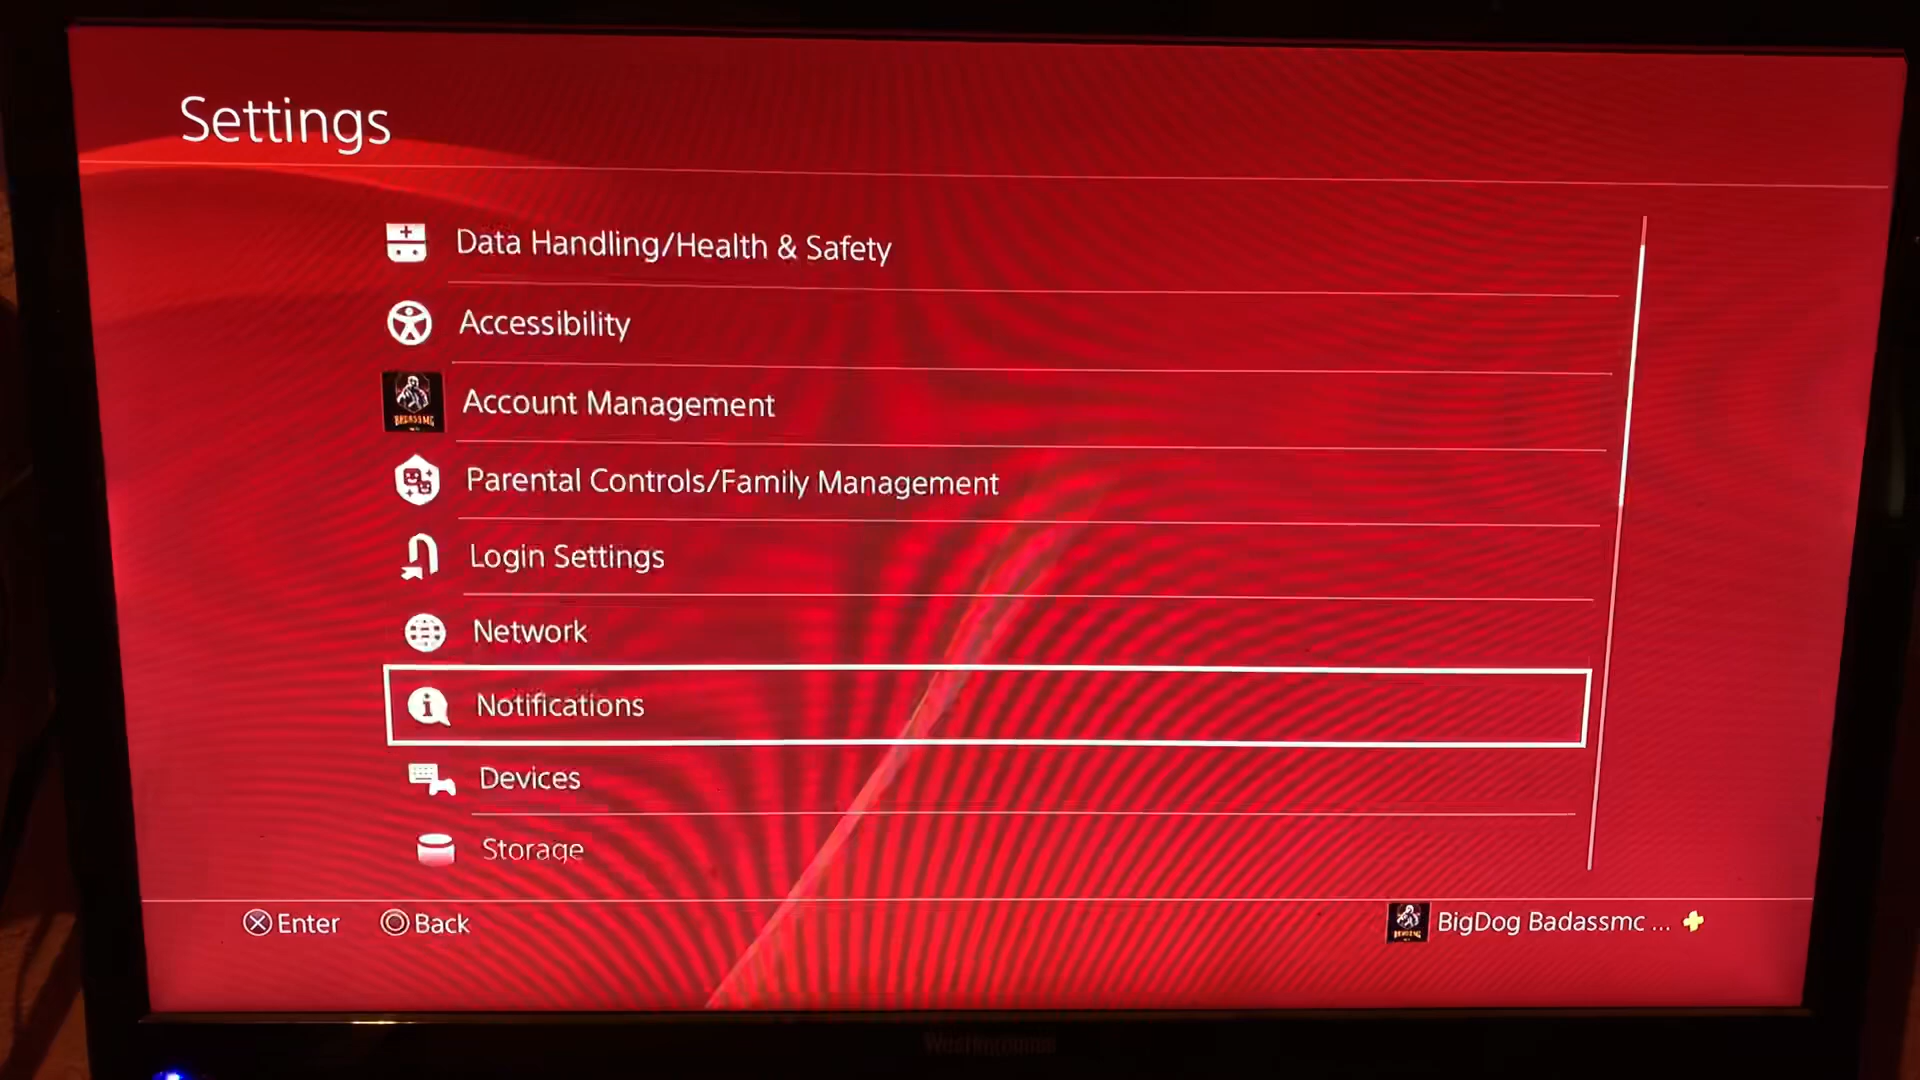 Settings
Data Handling/Health & Safety
Accessibility
Account Management
Parental Controls/Family Management
Login Settings
Network
Notifications
Devices
Storage
Enter
Back
BigDog Badassmc ...